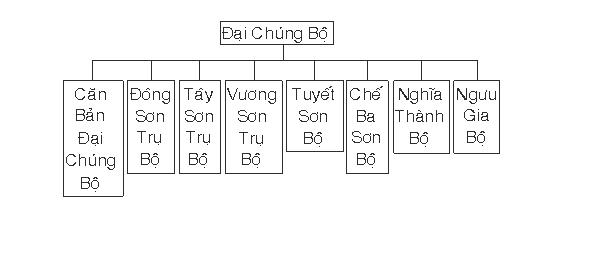 Đại Chúng Bộ
Căn
Bản
Đại
Chúng
Bộ
Đông
Sơn
Trụ
Bộ
Tây
Sơn
Trụ
Bộ
Vương
Sơn
Trụ
Bộ
Tuyết
Sơn
Bộ
Chế
Ba
Sơn
Bộ
Nghĩa
Thành
Bộ
Ngưu
Gia
Bộ